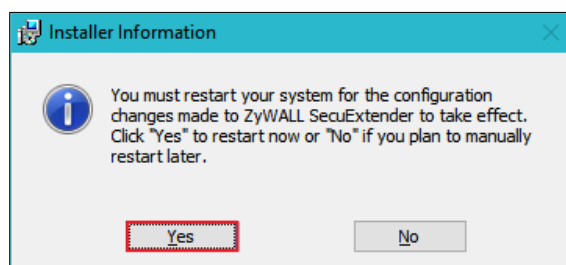 Installer Information
You must restart your system for the configuration
changes made to ZyWALL SecuExtender to take effect.
Click "Yes" to restart now or "No" if you plan to manually
restart later.
Yes
No